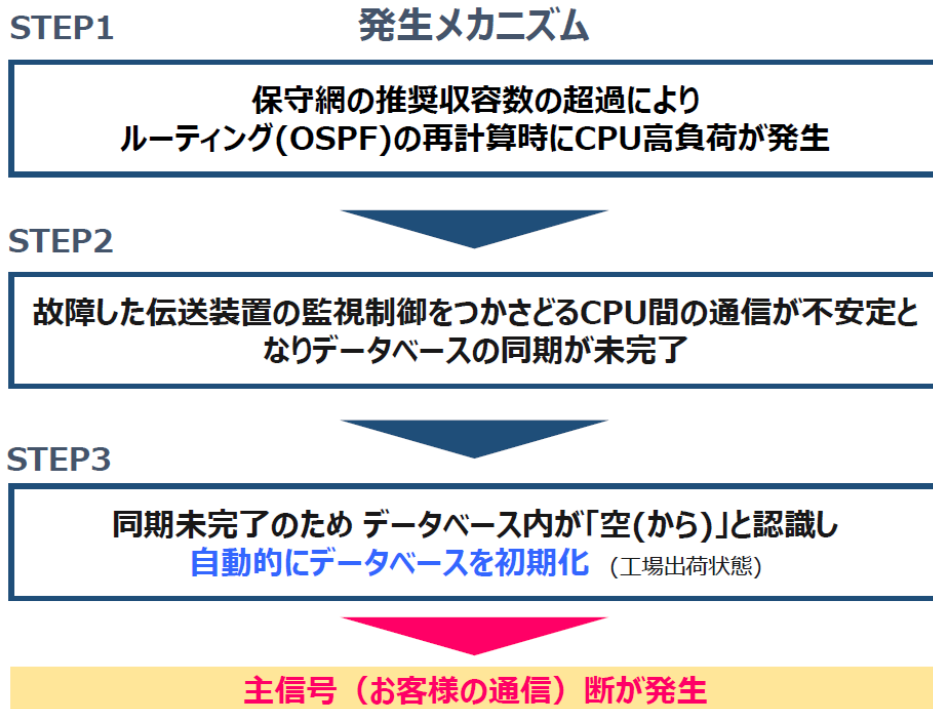 発生メカニズム
STEP1
保守網の推奨収容数の超過により
ルーティング(OSPF)の再計算時にCPU高負荷が発生
STEP2
故障した伝送装置の監視制御をつかさどるCPU間の通信が不安定と
なりデータベースの同期が未完了
STEP3
同期未完了のため データベース内が「空(から)」と認識し
自動的にデータベースを初期化 (工場出荷状態)
主信号（お客様の通信）断が発生